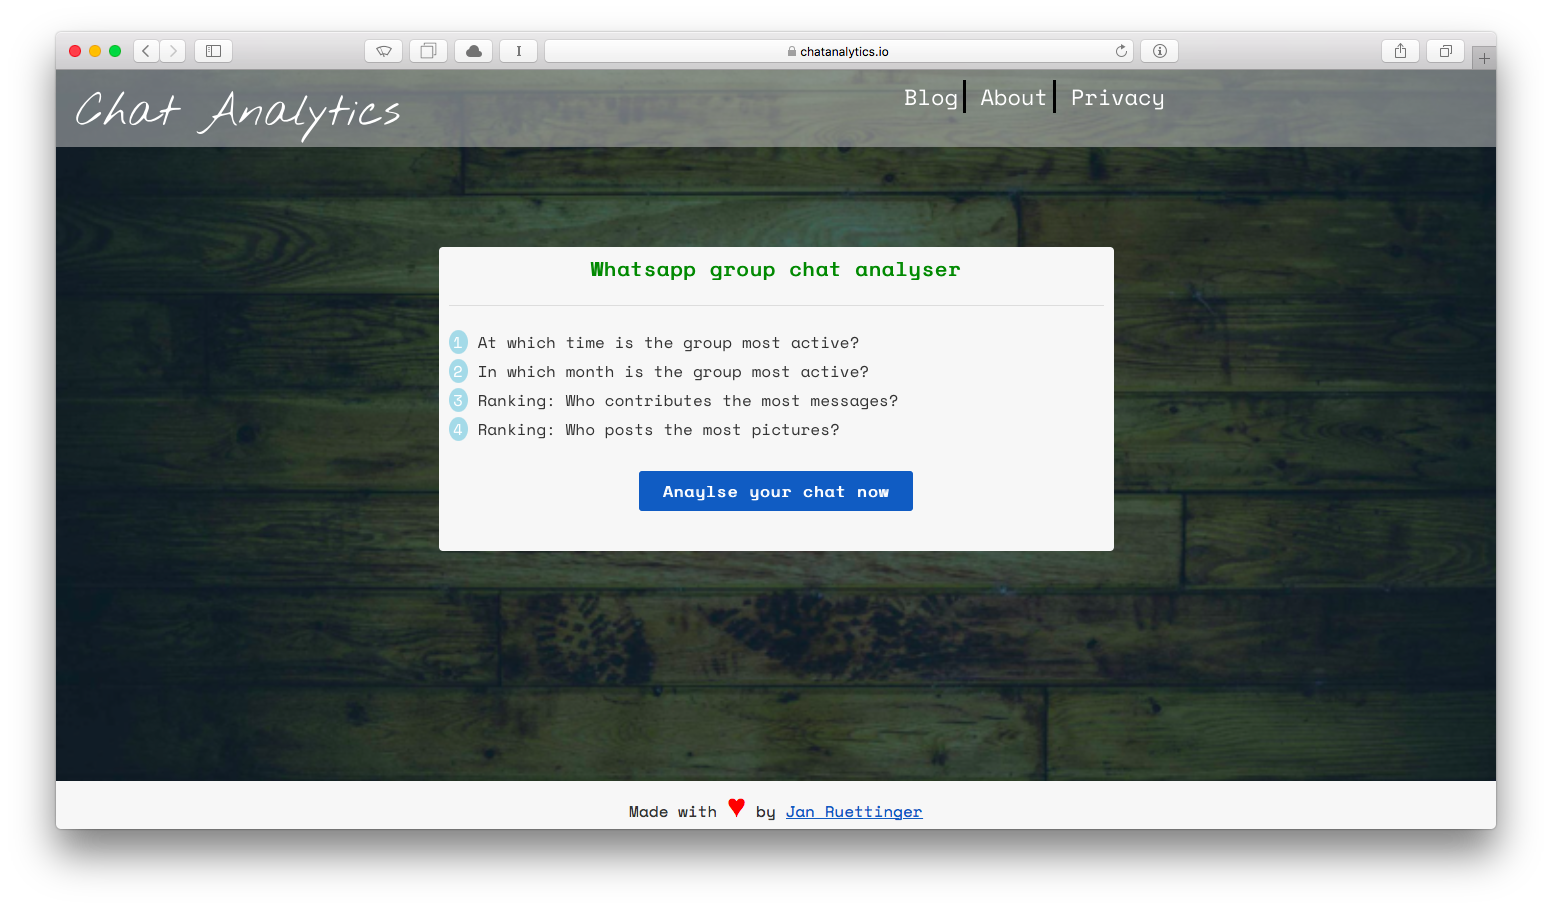 chatanalytics.io
Chat Analytics
Blog About Privacy
Whatsapp group chat analyser
1 At which time is the group most active?
2 In which month is the group most active?
3 Ranking: Who contributes the most messages?
4 Ranking: Who posts the most pictures?
Anaylse your chat now
Made with ♥ by Jan Ruettinger